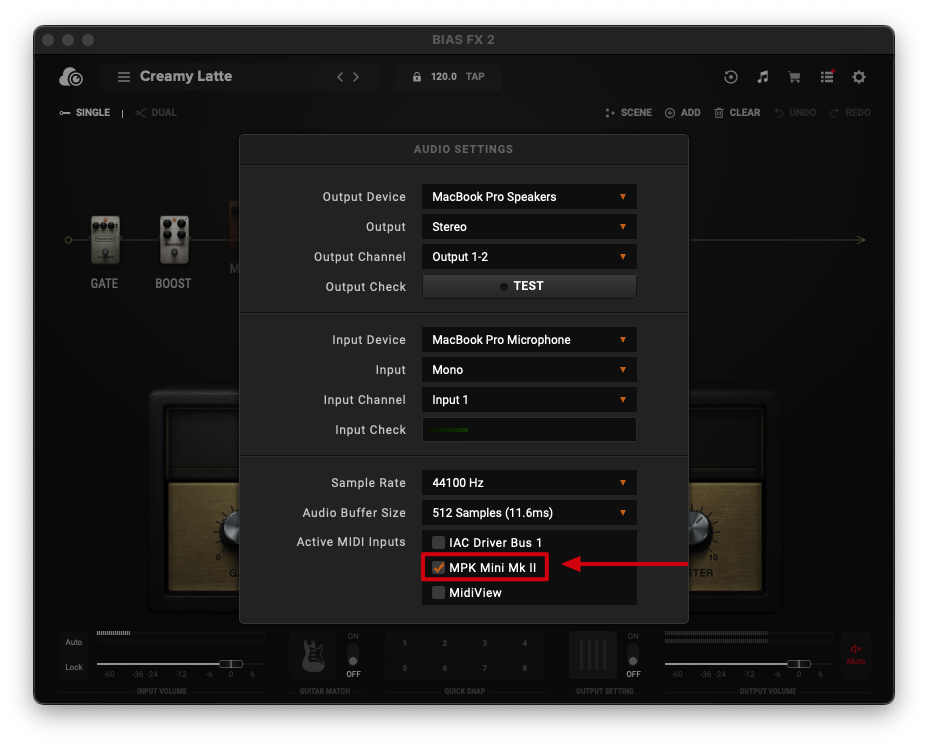 BIAS FX 2
Creamy Latte
120.0 TAP
SINGLE | DUAL
SCENE ADD CLEAR UNDO REDO
AUDIO SETTINGS
Output Device MacBook Pro Speakers
Output Stereo
Output Channel Output 1-2
Output Check TEST
GATE BOOST M
Input Device MacBook Pro Microphone
Input Mono
Input Channel Input 1
Input Check
Sample Rate 44100 Hz
Audio Buffer Size 512 Samples (11.6ms)
Active MIDI Inputs IAC Driver Bus 1
MPK Mini Mk II
MidiView
0 10
G TER
Auto ON 1 2 3 4 ON
Lock OFF 5 6 7 8 OFF Mute
-60 -36 -24 -12 -6 0 6 -60 -36 -24 -12 -6 0 6
INPUT VOLUME GUITAR MATCH QUICK SNAP OUTPUT SETTING OUTPUT VOLUME